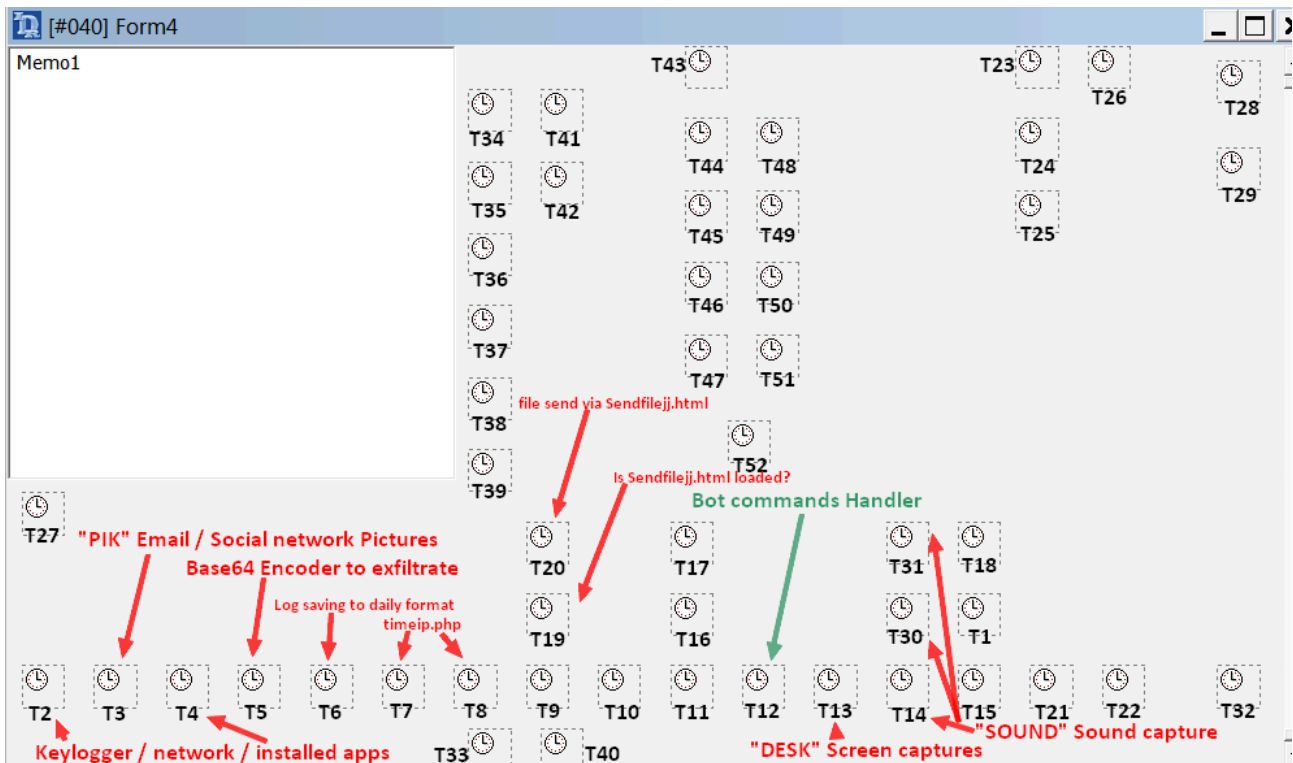 [#040] Form4
Memo1
T43
T23
T26
T28
T34
T41
T44
T48
T24
T29
T35
T42
T45
T49
T25
T36
T46
T50
T37
T47
T51
T38
file send via Sendfilejj.html
T52
T39
Is Sendfilejj.html loaded?
Bot commands Handler
T27
"PIK" Email / Social network Pictures
Base64 Encoder to exfiltrate
T20
T17
T31
T18
Log saving to daily format
timeip.php
T19
T16
T30
T1
T2
T3
T4
T5
T6
T7
T8
T9
T10
T11
T12
T13
T14
T15
T21
T22
T32
"SOUND" Sound capture
Keylogger / network / installed apps
T33
T40
"DESK" Screen captures